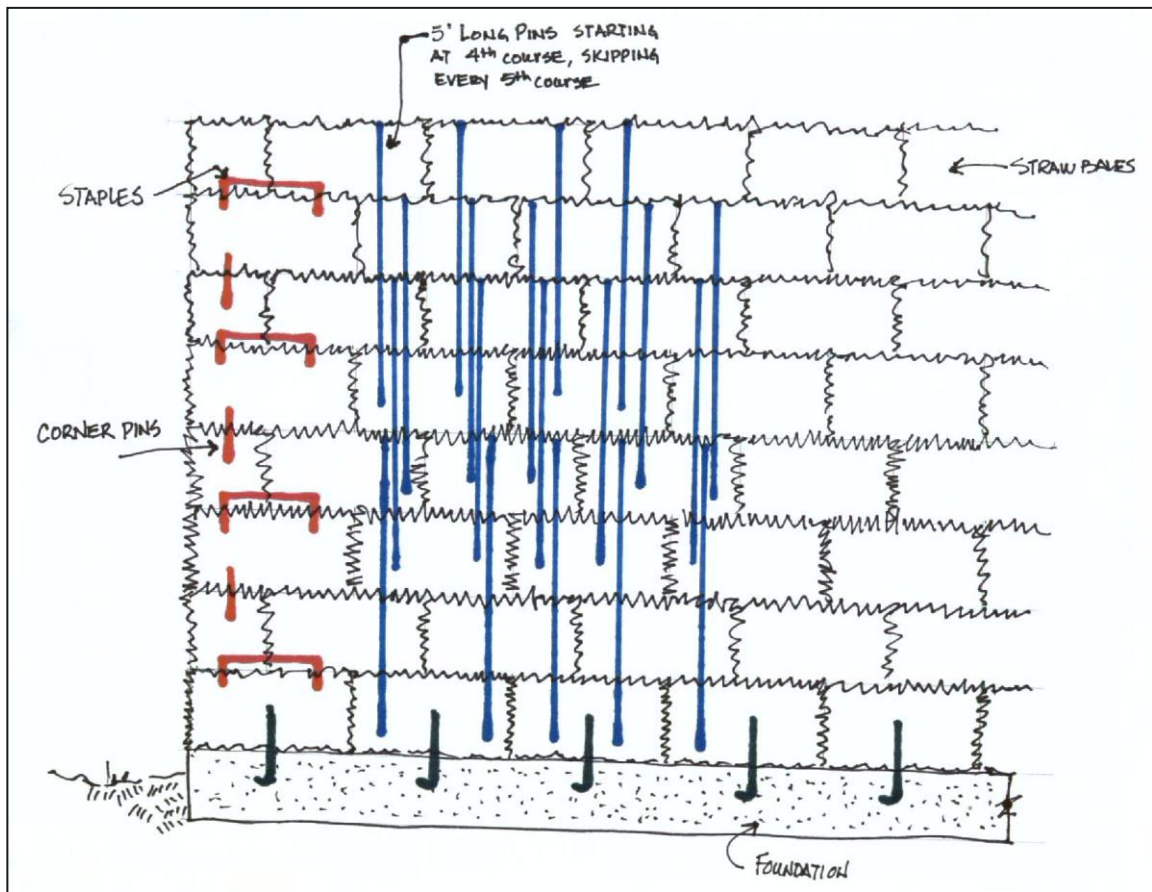 5' LONG PINS STARTING
AT 4th COURSE, SKIPPING
EVERY 5th COURSE
STAPLES
STRAW BALES
CORNER PINS
FOUNDATION